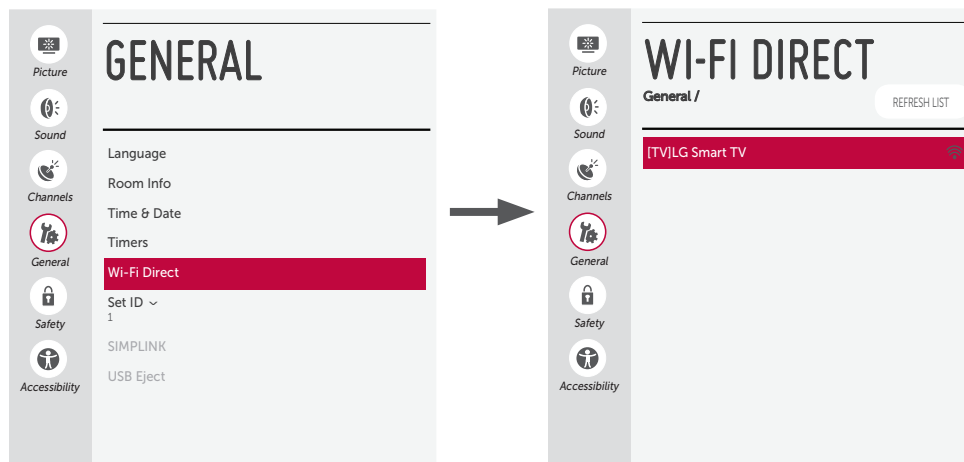 Picture
Sound
Channels
General
Safety
Accessibility
GENERAL
Language
Room Info
Time & Date
Timers
Wi-Fi Direct
Set ID
1
SIMPLINK
USB Eject
Picture
Sound
Channels
General
Safety
Accessibility
WI-FI DIRECT
General /
REFRESH LIST
[TV]LG Smart TV